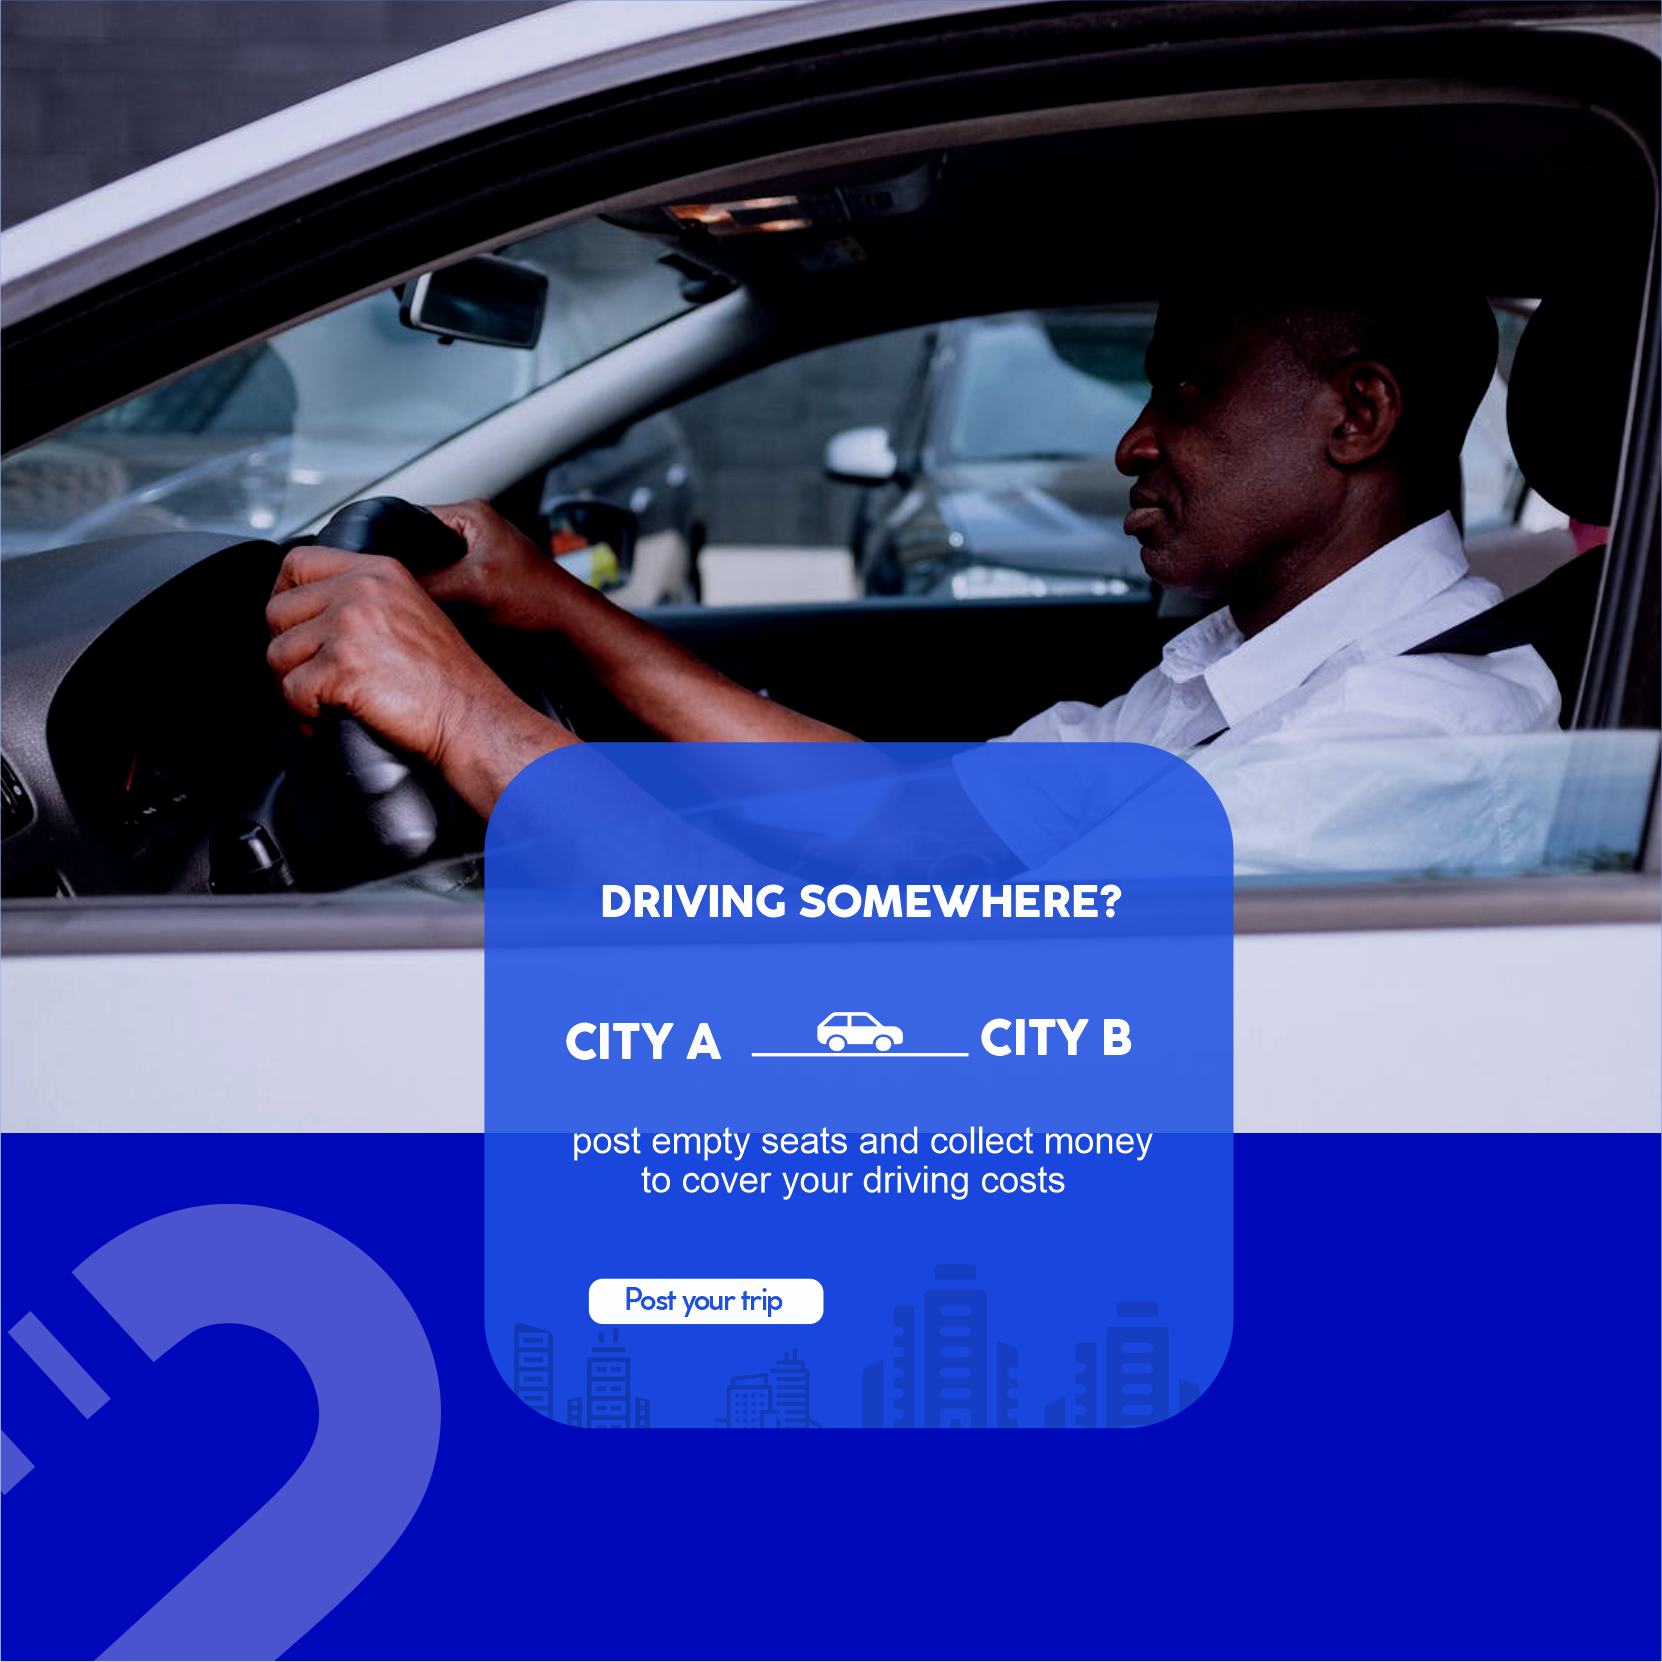 DRIVING SOMEWHERE?
CITY A CITY B
post empty seats and collect money
to cover your driving costs
Post your trip